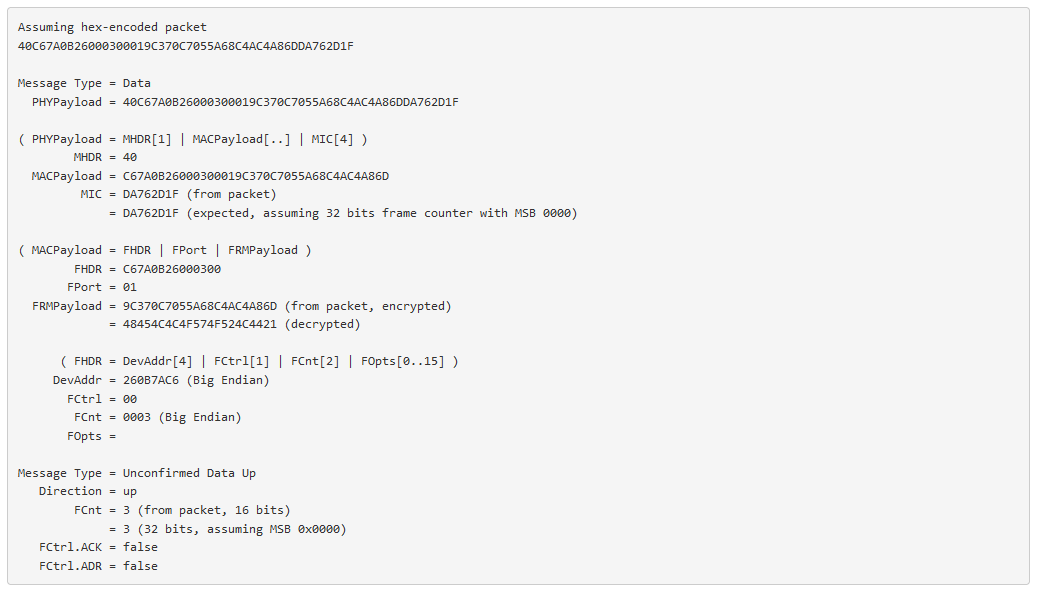 Assuming hex-encoded packet
40C67A0B26000300019C370C7055A68C4AC4A86DDA762D1F
Message Type = Data
PHYPayload = 40C67A0B26000300019C370C7055A68C4AC4A86DDA762D1F
( PHYPayload = MHDR[1] | MACPayload[..] | MIC[4] )
MHDR = 40
MACPayload = C67A0B26000300019C370C7055A68C4AC4A86D
MIC = DA762D1F (from packet)
= DA762D1F (expected, assuming 32 bits frame counter with MSB 0000)
( MACPayload = FHDR | FPort | FRMPayload )
FHDR = C67A0B26000300
FPort = 01
FRMPayload = 9C370C7055A68C4AC4A86D (from packet, encrypted)
= 48454C4C4F574F524C4421 (decrypted)
( FHDR = DevAddr[4] | FCtrl[1] | FCnt[2] | FOpts[0..15] )
DevAddr = 260B7AC6 (Big Endian)
FCtrl = 00
FCnt = 0003 (Big Endian)
FOpts =
Message Type = Unconfirmed Data Up
Direction = up
FCnt = 3 (from packet, 16 bits)
= 3 (32 bits, assuming MSB 0x0000)
FCtrl.ACK = false
FCtrl.ADR = false